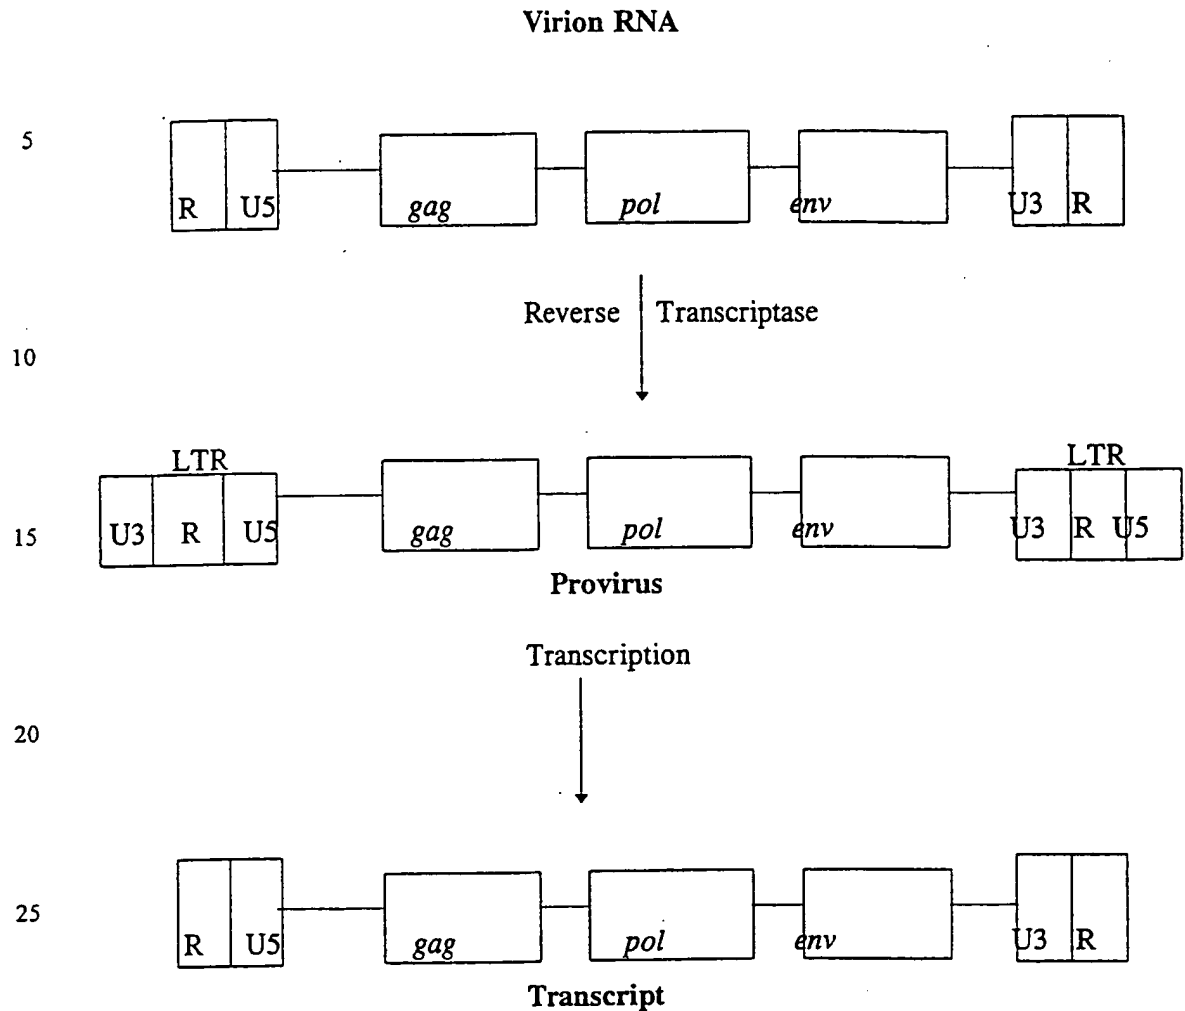 Virion RNA
5
R U5 gag pol env U3 R
Reverse Transcriptase
10
LTR LTR
15 U3 R U5 gag pol env U3 R U5
Provirus
Transcription
20
25
R U5 gag pol env U3 R
Transcript